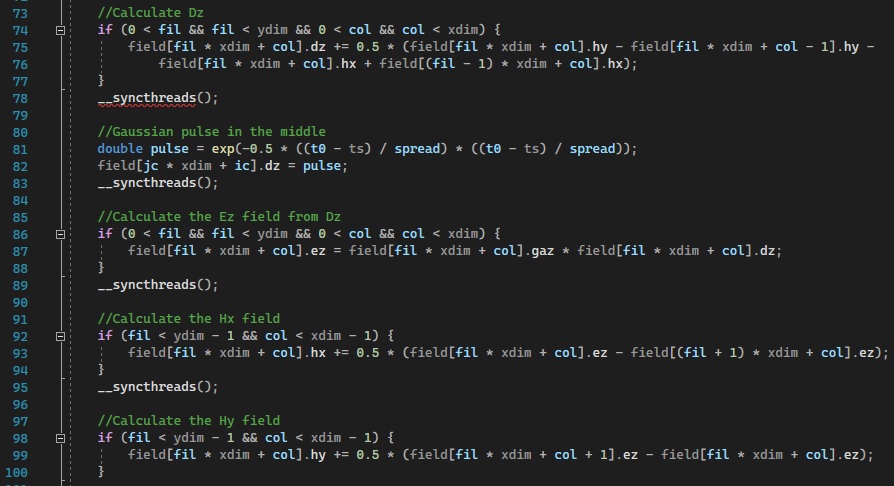 73 //Calculate Dz
74 if (0 < fil && fil < ydim && 0 < col && col < xdim) {
75 field[fil * xdim + col].dz += 0.5 * (field[fil * xdim + col].hy - field[fil * xdim + col - 1].hy -
76 field[fil * xdim + col].hx + field[(fil - 1) * xdim + col].hx);
77 }
78 __syncthreads();
79
80 //Gaussian pulse in the middle
81 double pulse = exp(-0.5 * ((t0 - ts) / spread) * ((t0 - ts) / spread));
82 field[jc * xdim + ic].dz = pulse;
83 __syncthreads();
84
85 //Calculate the Ez field from Dz
86 if (0 < fil && fil < ydim && 0 < col && col < xdim) {
87 field[fil * xdim + col].ez = field[fil * xdim + col].gaz * field[fil * xdim + col].dz;
88 }
89 __syncthreads();
90
91 //Calculate the Hx field
92 if (fil < ydim - 1 && col < xdim - 1) {
93 field[fil * xdim + col].hx += 0.5 * (field[fil * xdim + col].ez - field[(fil + 1) * xdim + col].ez);
94 }
95 __syncthreads();
96
97 //Calculate the Hy field
98 if (fil < ydim - 1 && col < xdim - 1) {
99 field[fil * xdim + col].hy += 0.5 * (field[fil * xdim + col + 1].ez - field[fil * xdim + col].ez);
100 }